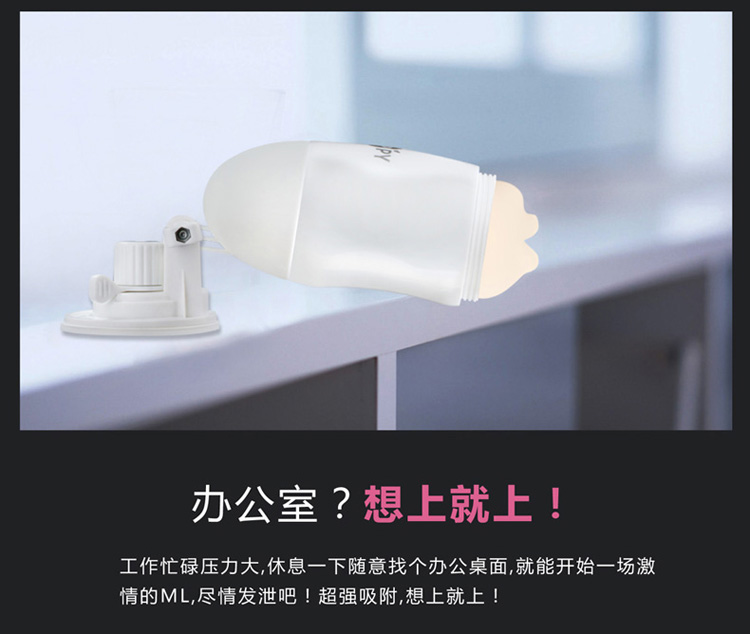 PY
办公室？想上就上！
工作忙碌压力大,休息一下随意找个办公桌面,就能开始一场激
情的ML,尽情发泄吧！超强吸附,想上就上！